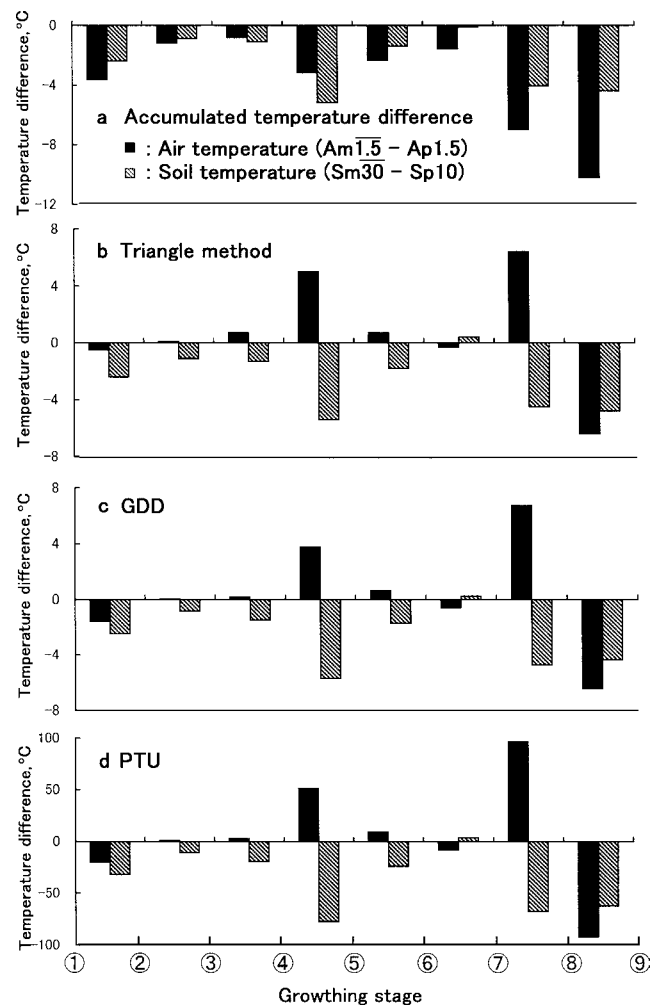 0
-4
-8
-12
Temperature difference, °C
a Accumulated temperature difference
■ : Air temperature (Am1.5 − Ap1.5)
: Soil temperature (Sm30 − Sp10)
8
4
0
-4
-8
Temperature difference, °C
b Triangle method
8
4
0
-4
-8
Temperature difference, °C
c GDD
100
50
0
-50
-100
Temperature difference, °C
d PTU
① ② ③ ④ ⑤ ⑥ ⑦ ⑧ ⑨
Growthing stage